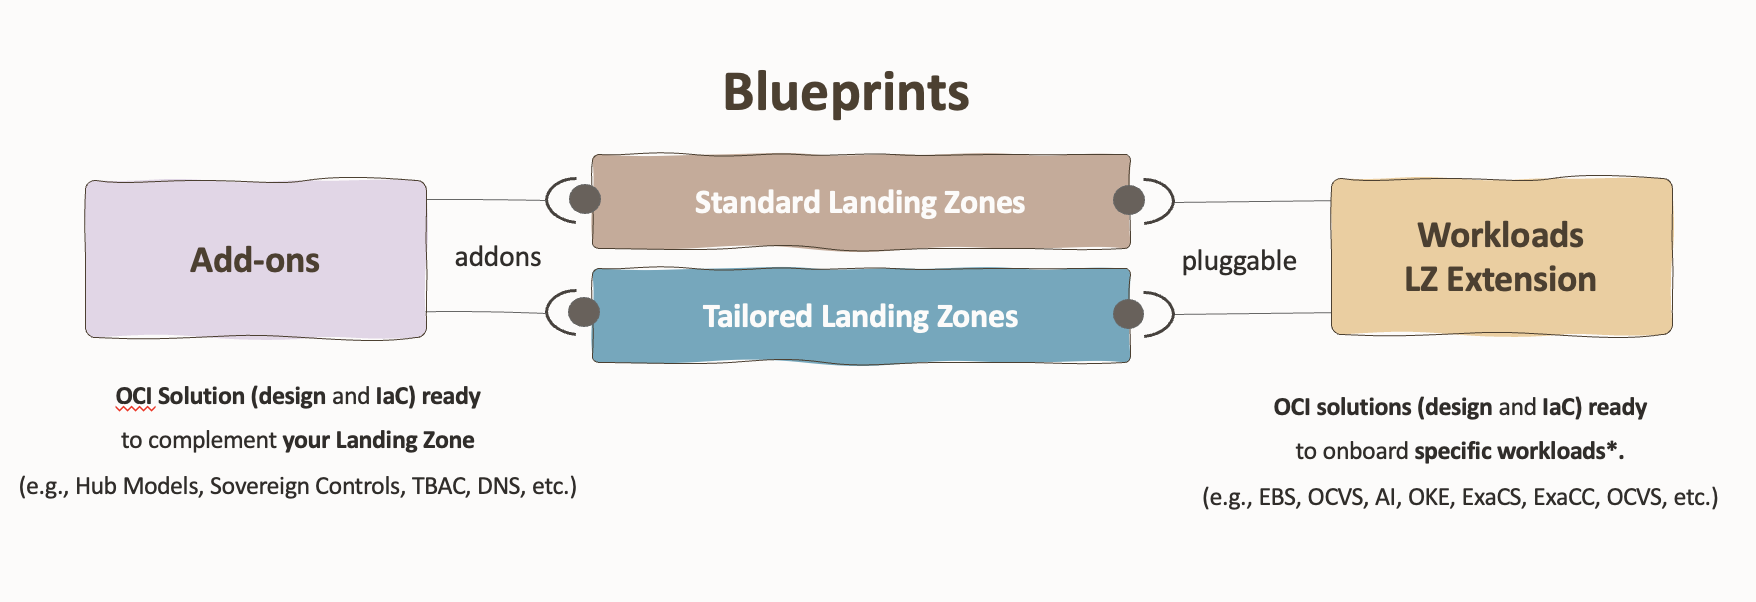 Blueprints
Add-ons
addons
Standard Landing Zones
Tailored Landing Zones
pluggable
Workloads
LZ Extension
OCI Solution (design and IaC) ready
to complement your Landing Zone
(e.g., Hub Models, Sovereign Controls, TBAC, DNS, etc.)
OCI solutions (design and IaC) ready
to onboard specific workloads*.
(e.g., EBS, OCVS, AI, OKE, ExaCS, ExaCC, OCVS, etc.)